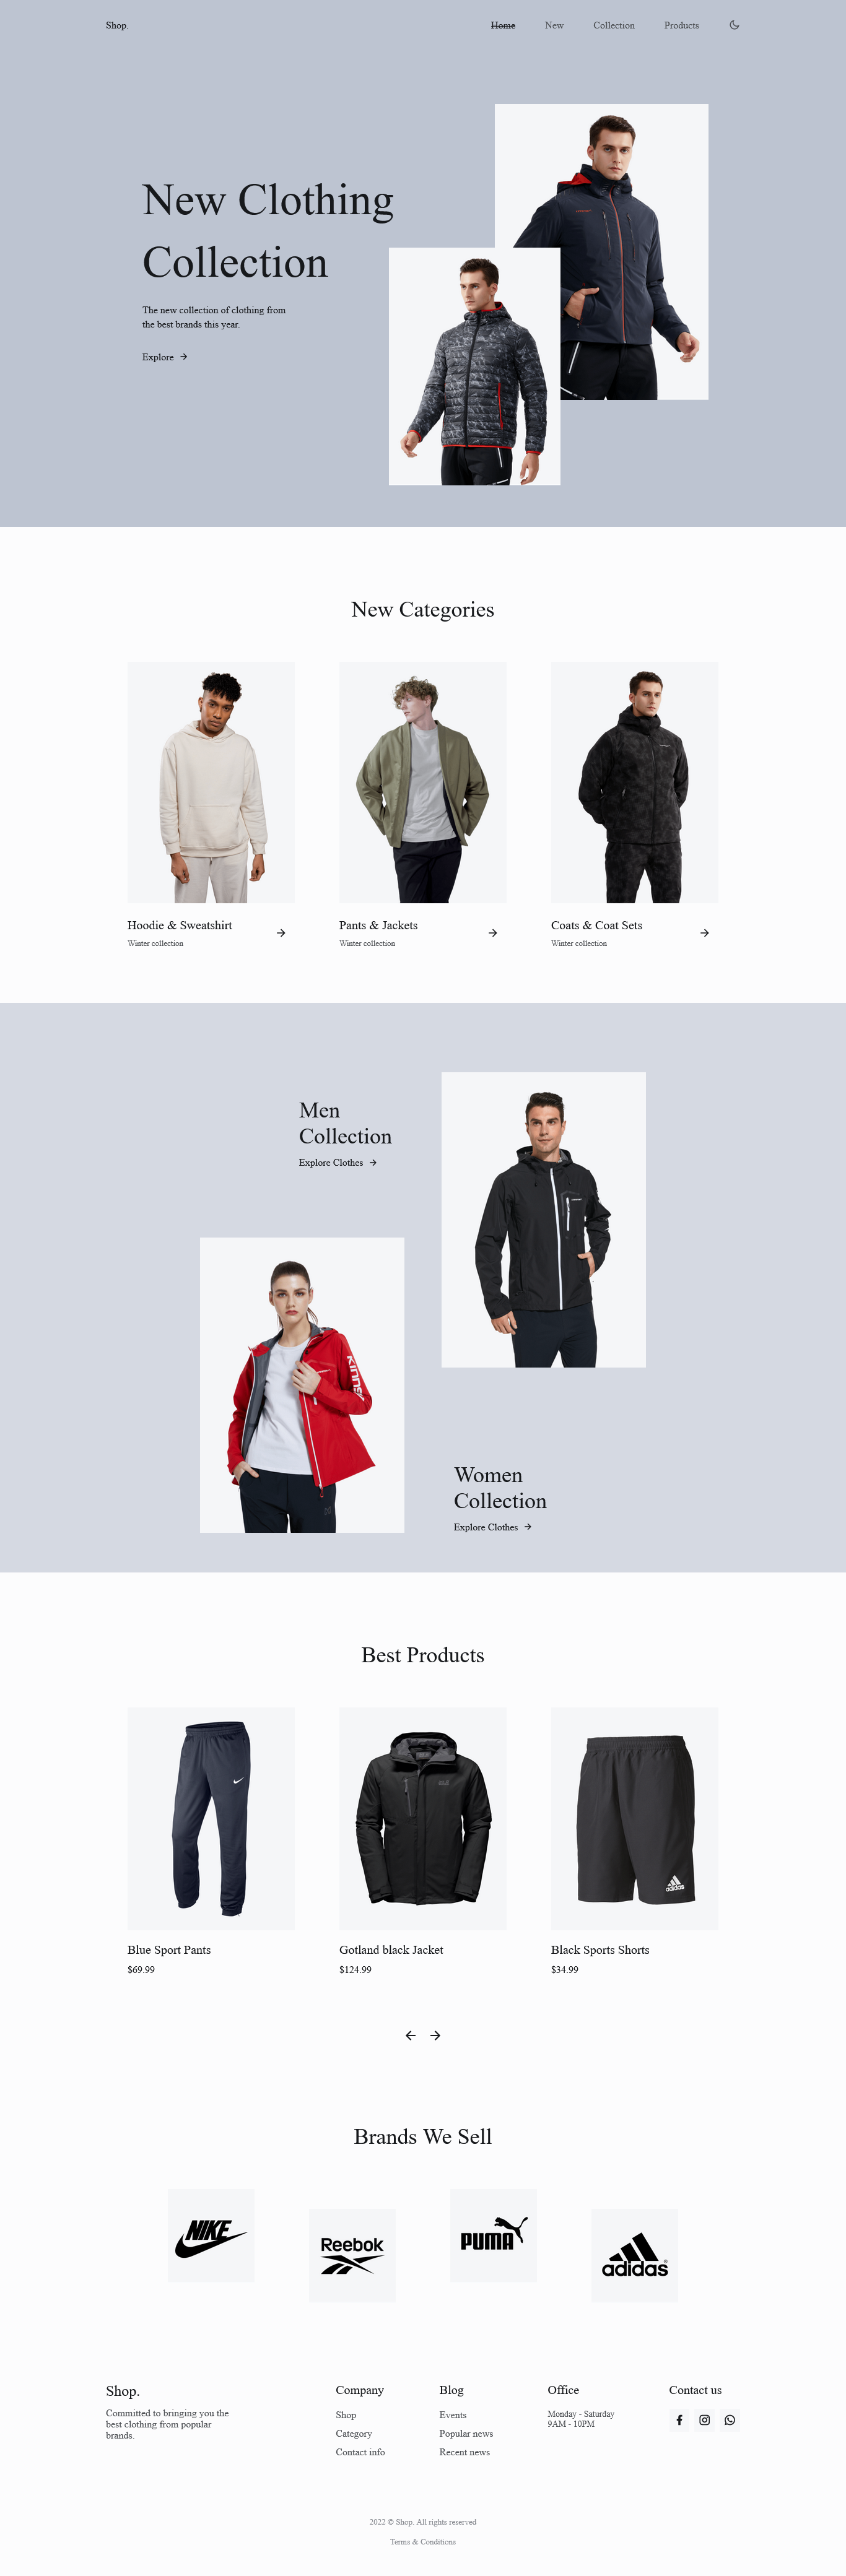 Shop.
Home
New
Collection
Products
New Clothing
Collection
The new collection of clothing from
the best brands this year.
Explore
New Categories
Hoodie & Sweatshirt
Winter collection
Pants & Jackets
Winter collection
Coats & Coat Sets
Winter collection
Men
Collection
Explore Clothes
Women
Collection
Explore Clothes
Best Products
adidas
Blue Sport Pants
$69.99
Gotland black Jacket
$124.99
Black Sports Shorts
$34.99
Brands We Sell
NIKE
Reebok
PUMA
adidas
Shop.
Committed to bringing you the
best clothing from popular
brands.
Company
Shop
Category
Contact info
Blog
Events
Popular news
Recent news
Office
Monday - Saturday
9AM - 10PM
Contact us
2022 © Shop. All rights reserved
Terms & Conditions